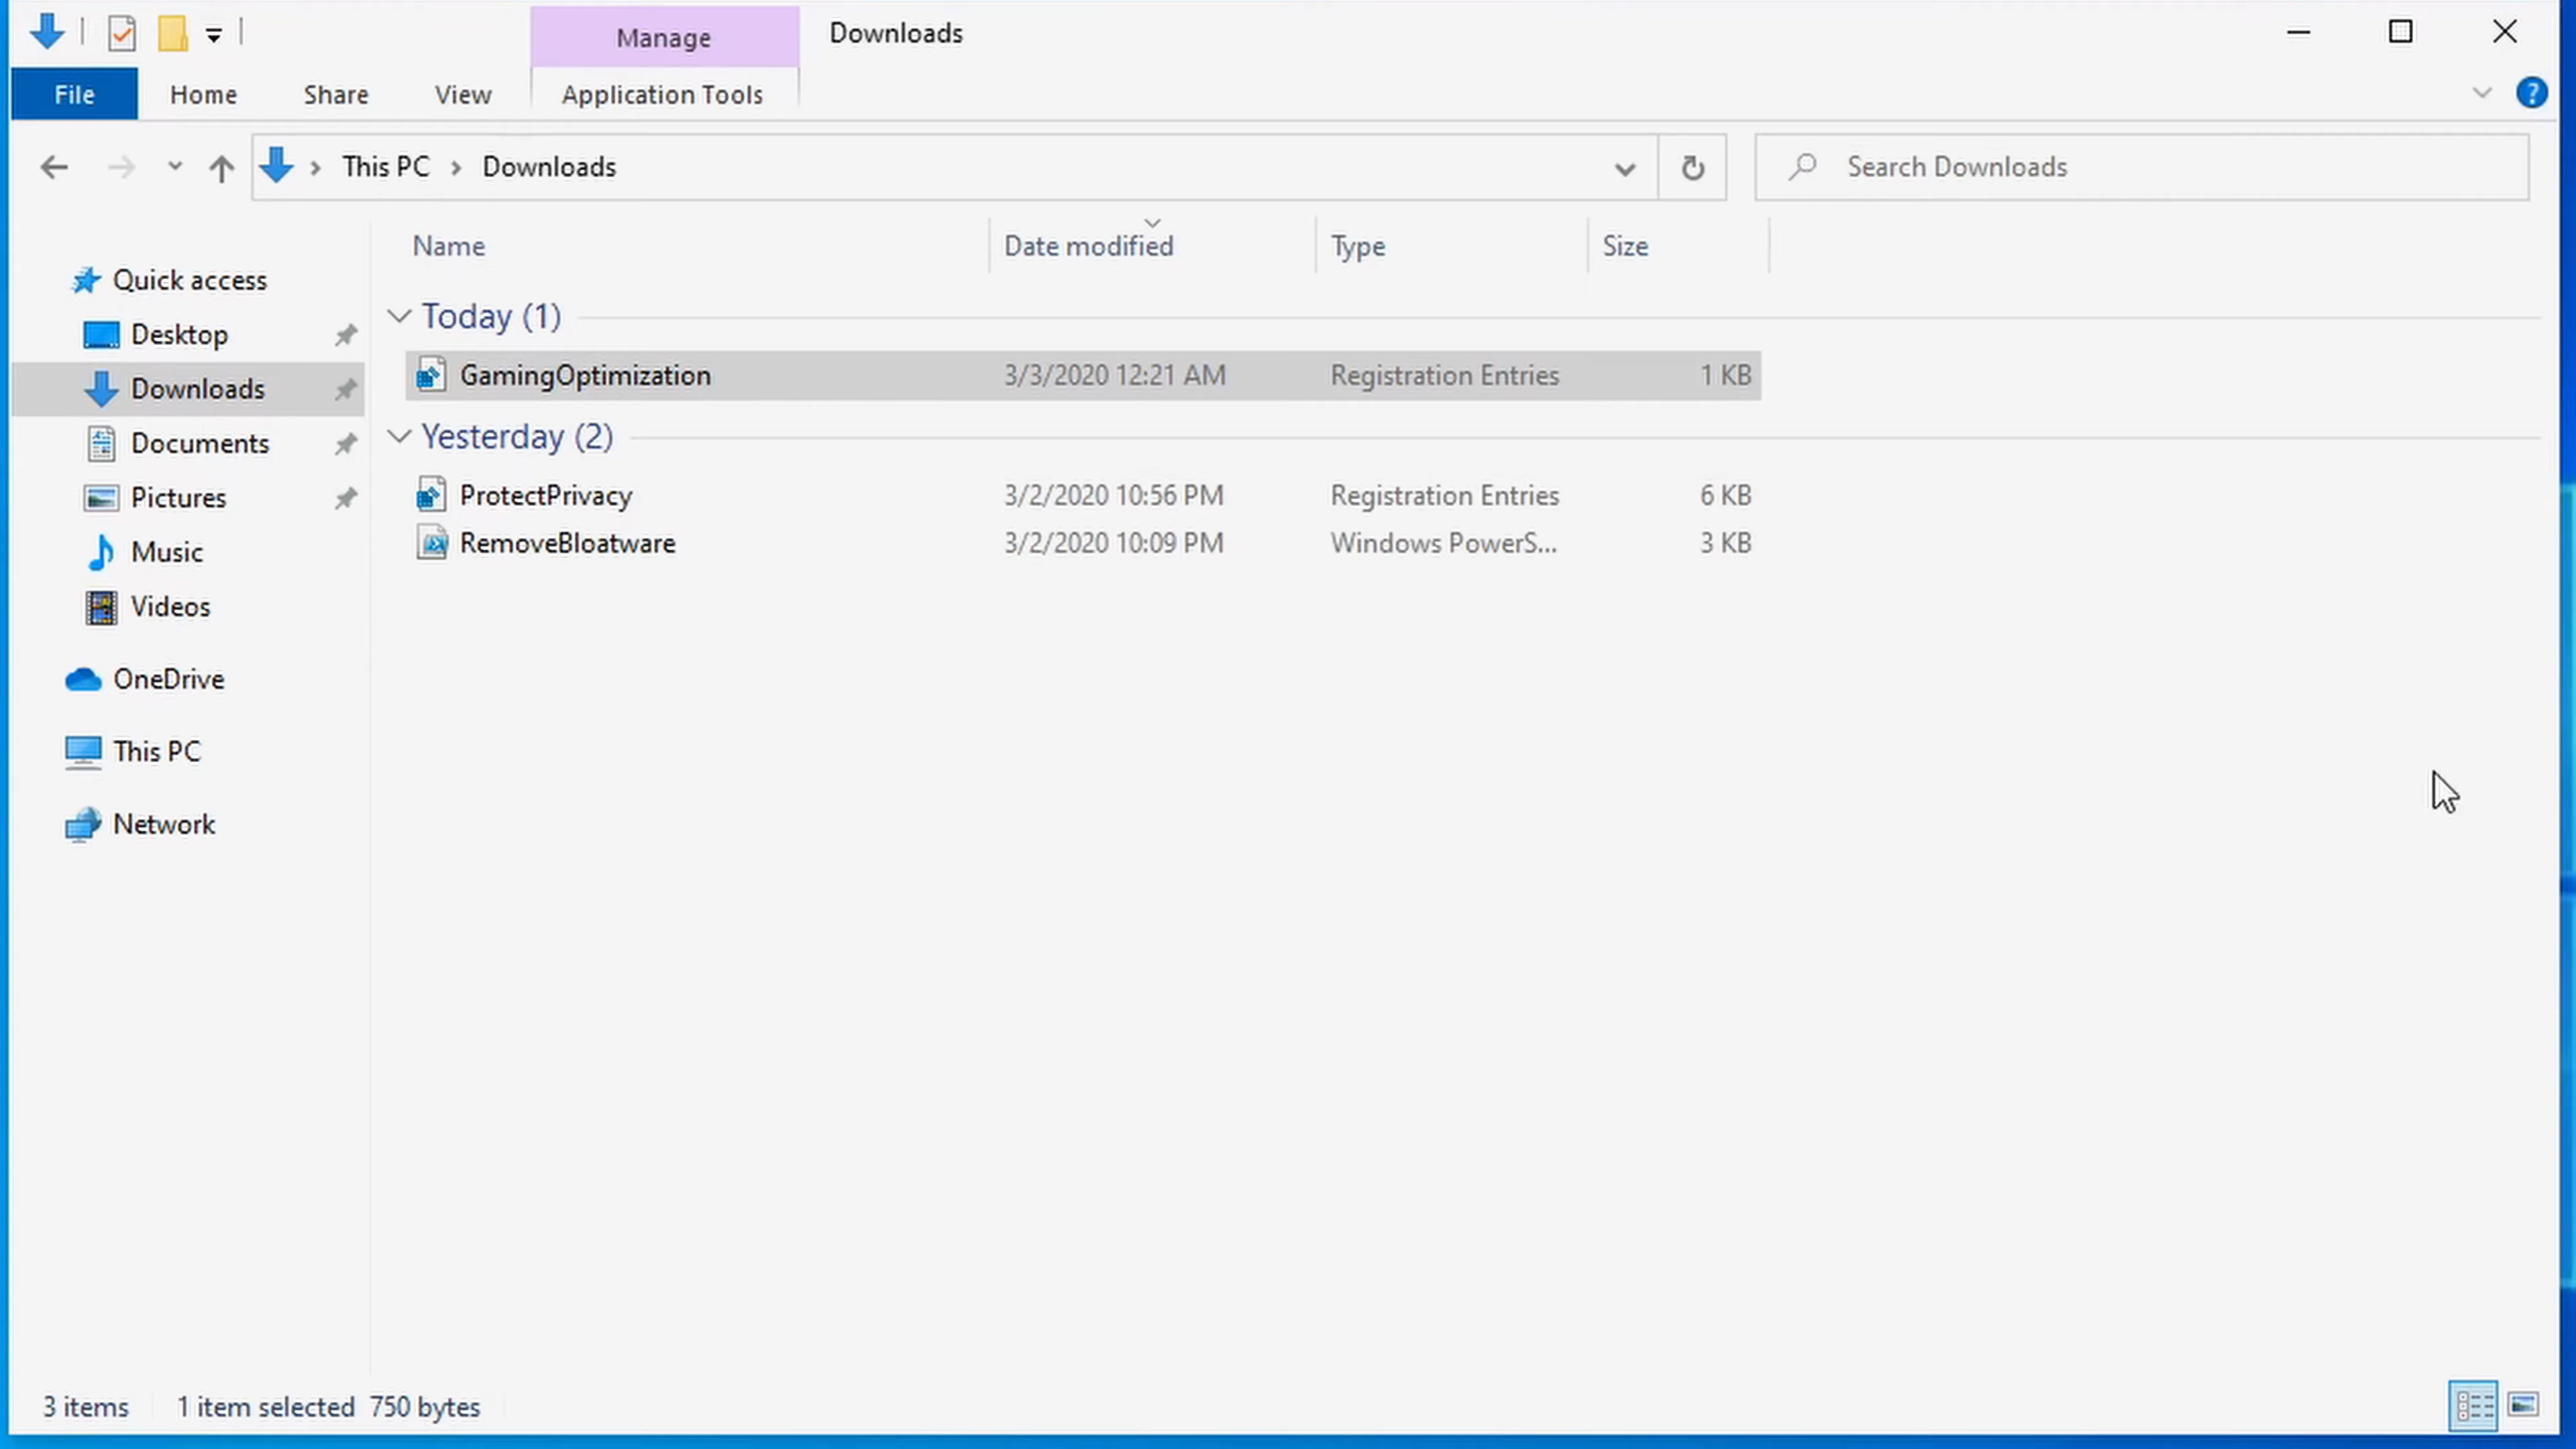 Manage
Downloads
File
Home
Share
View
Application Tools
?
This PC
Downloads
Search Downloads
Name
Date modified
Type
Size
Quick access
Desktop
Downloads
Documents
Pictures
Music
Videos
OneDrive
This PC
Network
Today (1)
GamingOptimization 3/3/2020 12:21 AM Registration Entries 1 KB
Yesterday (2)
ProtectPrivacy 3/2/2020 10:56 PM Registration Entries 6 KB
RemoveBloatware 3/2/2020 10:09 PM Windows PowerS... 3 KB
3 items 1 item selected 750 bytes